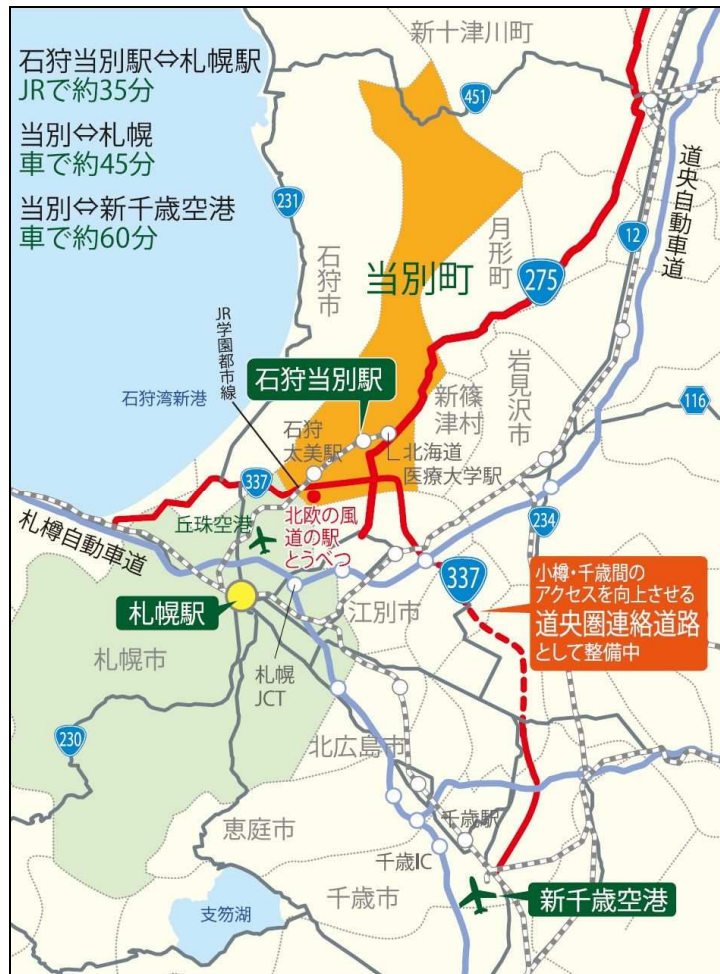 石狩当別駅⇔札幌駅
JRで約35分
当別⇔札幌
車で約45分
当別⇔新千歳空港
車で約60分
新十津川町
451
231
石狩市
月形町
12
道央自動車道
275
当別町
JR学園都市線
石狩湾新港
石狩当別駅
新篠津村
岩見沢市
116
石狩
太美駅
北海道
医療大学駅
337
丘珠空港
北欧の風
道の駅
とうべつ
234
札樽自動車道
札幌駅
江別市
337
小樽・千歳間の
アクセスを向上させる
道央圏連絡道路
として整備中
札幌市
札幌
JCT
230
北広島市
恵庭市
千歳駅
千歳IC
千歳市
新千歳空港
支笏湖